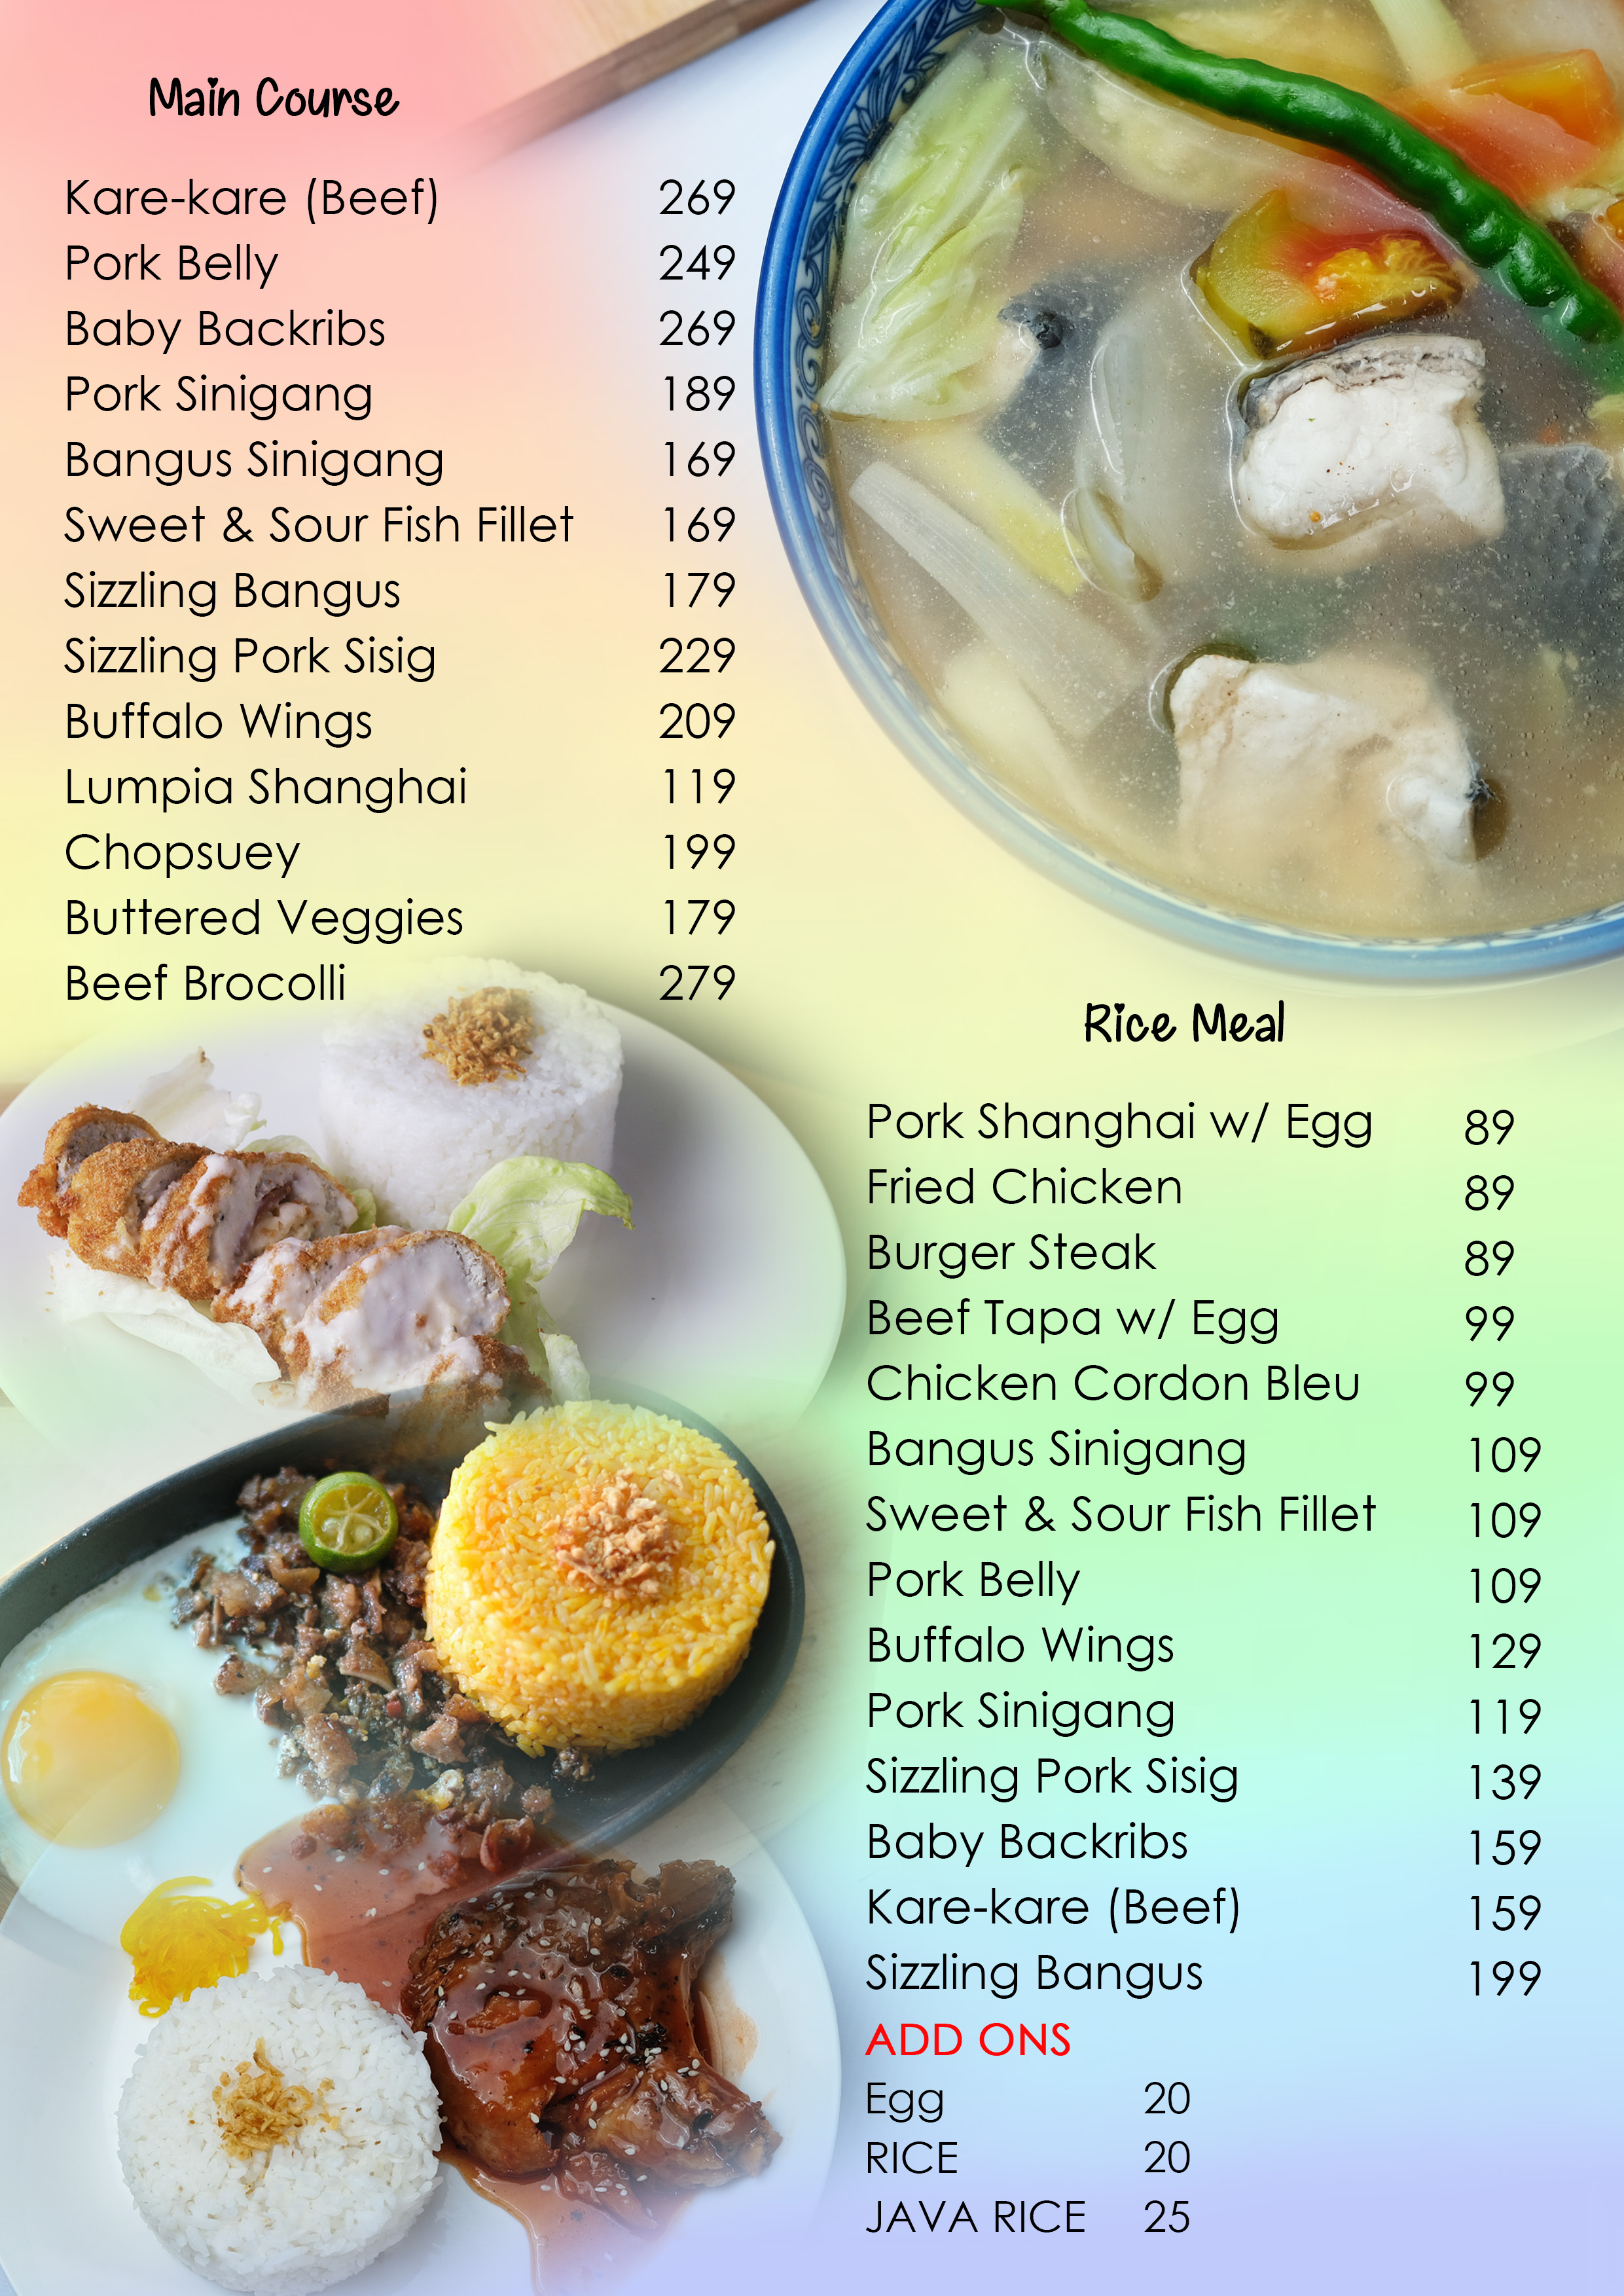 Main Course
Kare-kare (Beef) 269
Pork Belly 249
Baby Backribs 269
Pork Sinigang 189
Bangus Sinigang 169
Sweet & Sour Fish Fillet 169
Sizzling Bangus 179
Sizzling Pork Sisig 229
Buffalo Wings 209
Lumpia Shanghai 119
Chopsuey 199
Buttered Veggies 179
Beef Brocolli 279
Rice Meal
Pork Shanghai w/ Egg 89
Fried Chicken 89
Burger Steak 89
Beef Tapa w/ Egg 99
Chicken Cordon Bleu 99
Bangus Sinigang 109
Sweet & Sour Fish Fillet 109
Pork Belly 109
Buffalo Wings 129
Pork Sinigang 119
Sizzling Pork Sisig 139
Baby Backribs 159
Kare-kare (Beef) 159
Sizzling Bangus 199
ADD ONS
Egg 20
RICE 20
JAVA RICE 25